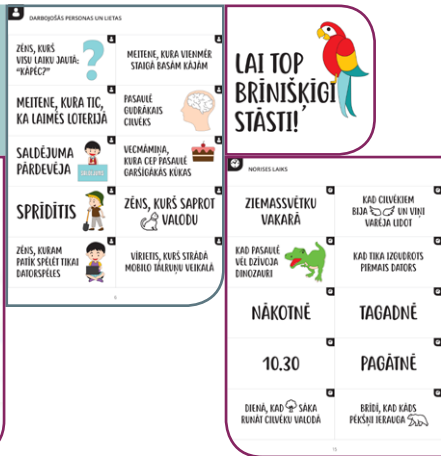 DARBOJOŠĀS PERSONAS UN LIETAS
ZĒNS, KURŠ
VISU LAIKU JAUTĀ:
"KĀPĒC?"
MEITENE, KURA VIENMĒR
STAIGĀ BASĀM KĀJĀM
MEITENE, KURA TIC,
KA LAIMĒS LOTERIJĀ
PASAULĒ
GUDRĀKAIS
CILVĒKS
SALDĒJUMA
PĀRDEVĒJA
VECMĀMIŅA,
KURA CEP PASAULĒ
GARŠĪGĀKĀS KŪKAS
SPRĪDĪTIS
ZĒNS, KURŠ SAPROT
VALODU
ZĒNS, KURAM
PATĪK SPĒLĒT TIKAI
DATORSPĒLES
VĪRIETIS, KURŠ STRĀDĀ
MOBILO TĀLRUŅU VEIKALĀ
LAI TOP
BRĪNIŠĶĪGI
STĀSTI!
NORISES LAIKS
ZIEMASSVĒTKU
VAKARĀ
KAD CILVĒKIEM
BIJA UN VIŅI
VARĒJA LIDOT
KAD PASAULĒ
VĒL DZĪVOJA
DINOZAURI
KAD TIKA IZGUDROTS
PIRMAIS DATORS
NĀKOTNĒ
TAGADNĒ
10.30
PAGĀTNĒ
DIENĀ, KAD SĀKA
RUNĀT CILVĒKU VALODĀ
BRĪDĪ, KAD KĀDS
PĒKŠŅI IERAUGA
15